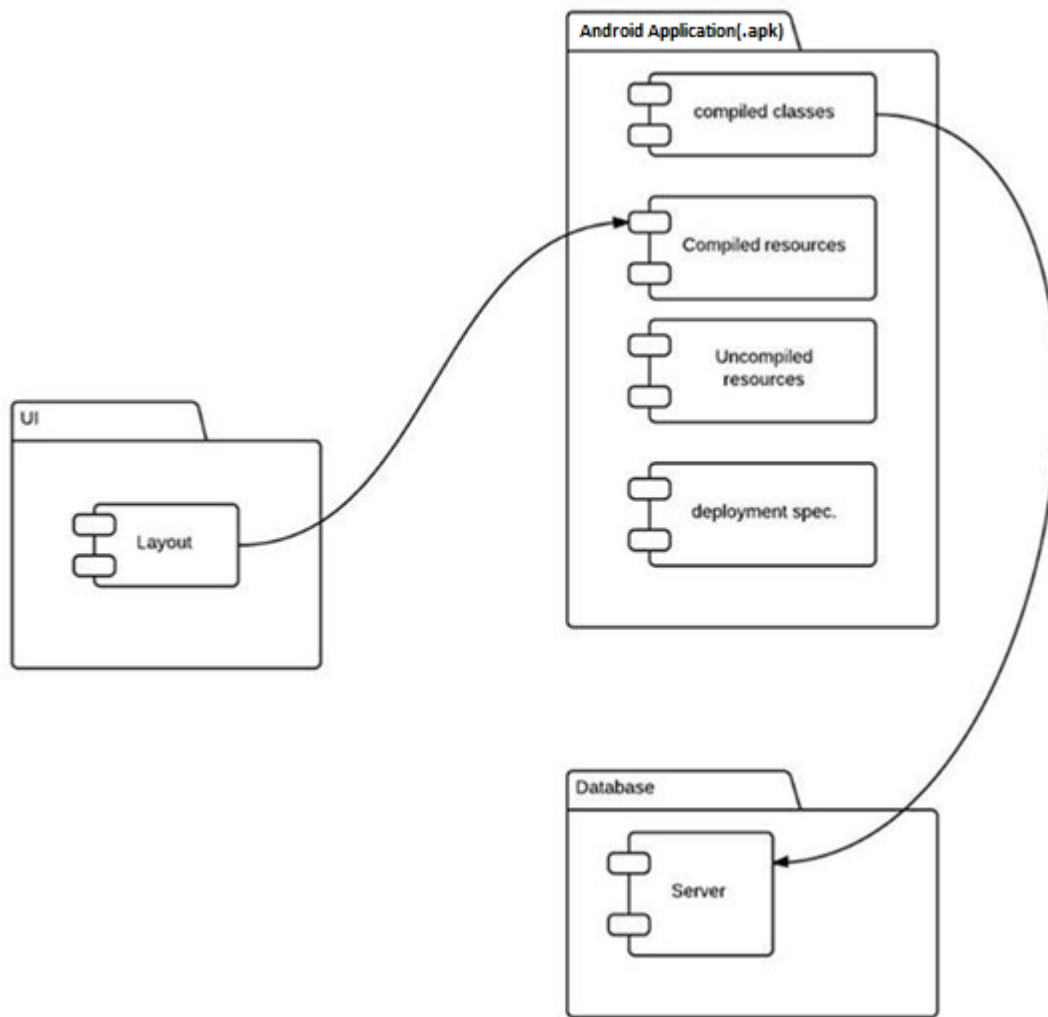 Android Application(.apk)
compiled classes
Compiled resources
Uncompiled
resources
deployment spec.
UI
Layout
Database
Server